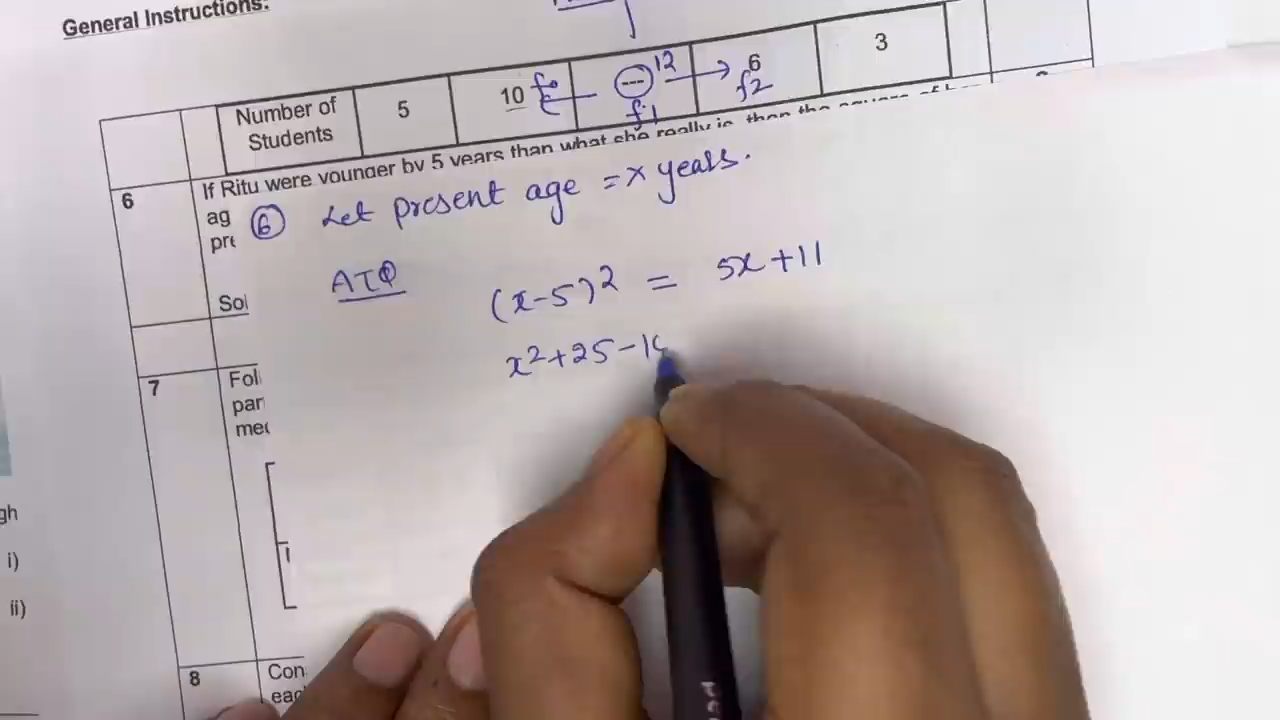 General Instructions:
Number of Students 5 10 f0 --- 12 f1 6 f2 3
6 If Ritu were younger by 5 years than what she really is, then the square of
ag ⑥ Let present age = x years.
pre
ATQ (x-5)2 = 5x+11
Sol
x2+25-10
7 Fol
par
med
gh
i)
ii)
8 Con
eac